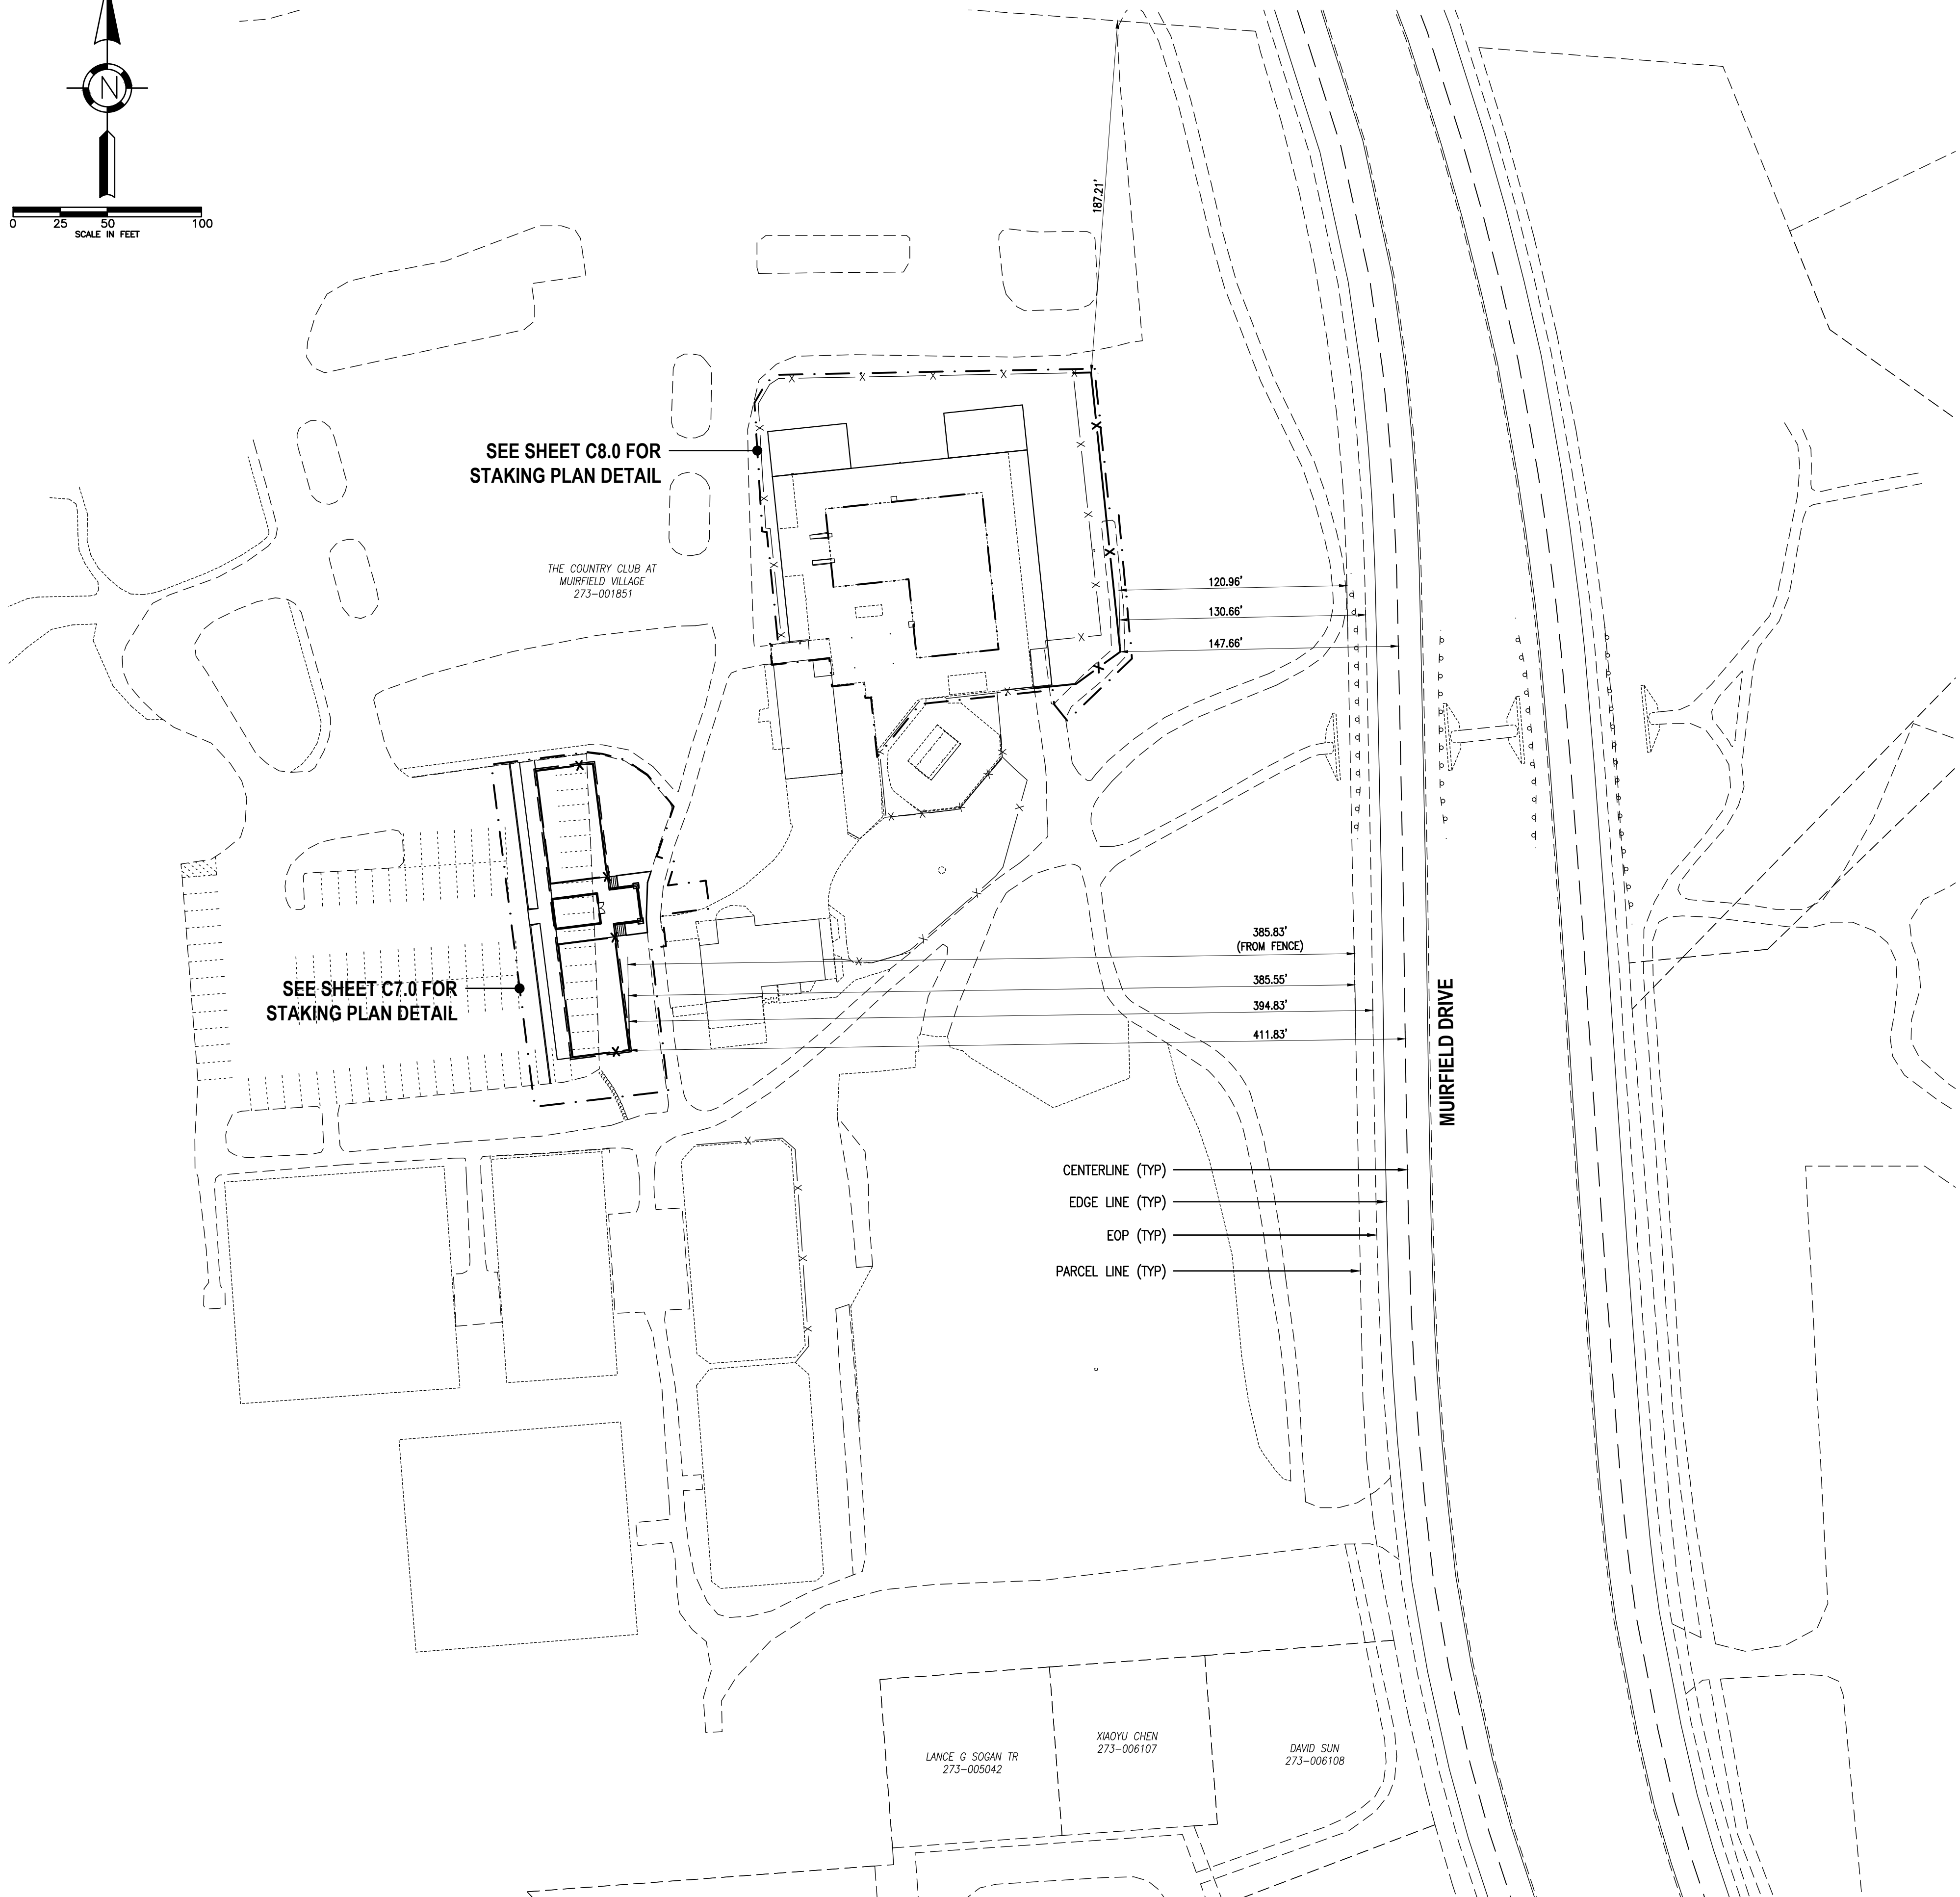 N
0 25 50 100
SCALE IN FEET
187.21'
SEE SHEET C8.0 FOR
STAKING PLAN DETAIL
THE COUNTRY CLUB AT
MUIRFIELD VILLAGE
273-001851
120.96'
130.66'
147.66'
385.83'
(FROM FENCE)
385.55'
394.83'
411.83'
SEE SHEET C7.0 FOR
STAKING PLAN DETAIL
MUIRFIELD DRIVE
CENTERLINE (TYP)
EDGE LINE (TYP)
EOP (TYP)
PARCEL LINE (TYP)
LANCE G SOGAN TR
273-005042
XIAOYU CHEN
273-006107
DAVID SUN
273-006108